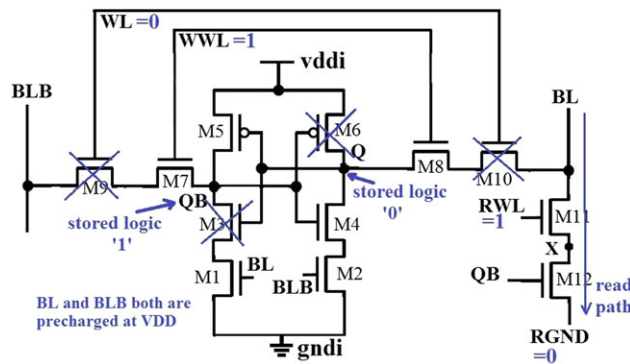 WL =0
WWL =1
vddi
BLB
BL
M5
M6
Q
M9
M7
M8
M10
QB
stored logic
'1'
stored logic
'0'
RWL
=1
M11
M3
M4
X
BL
M1
BLB
M2
QB
M12
read
path
BL and BLB both are
precharged at VDD
gndi
RGND
=0